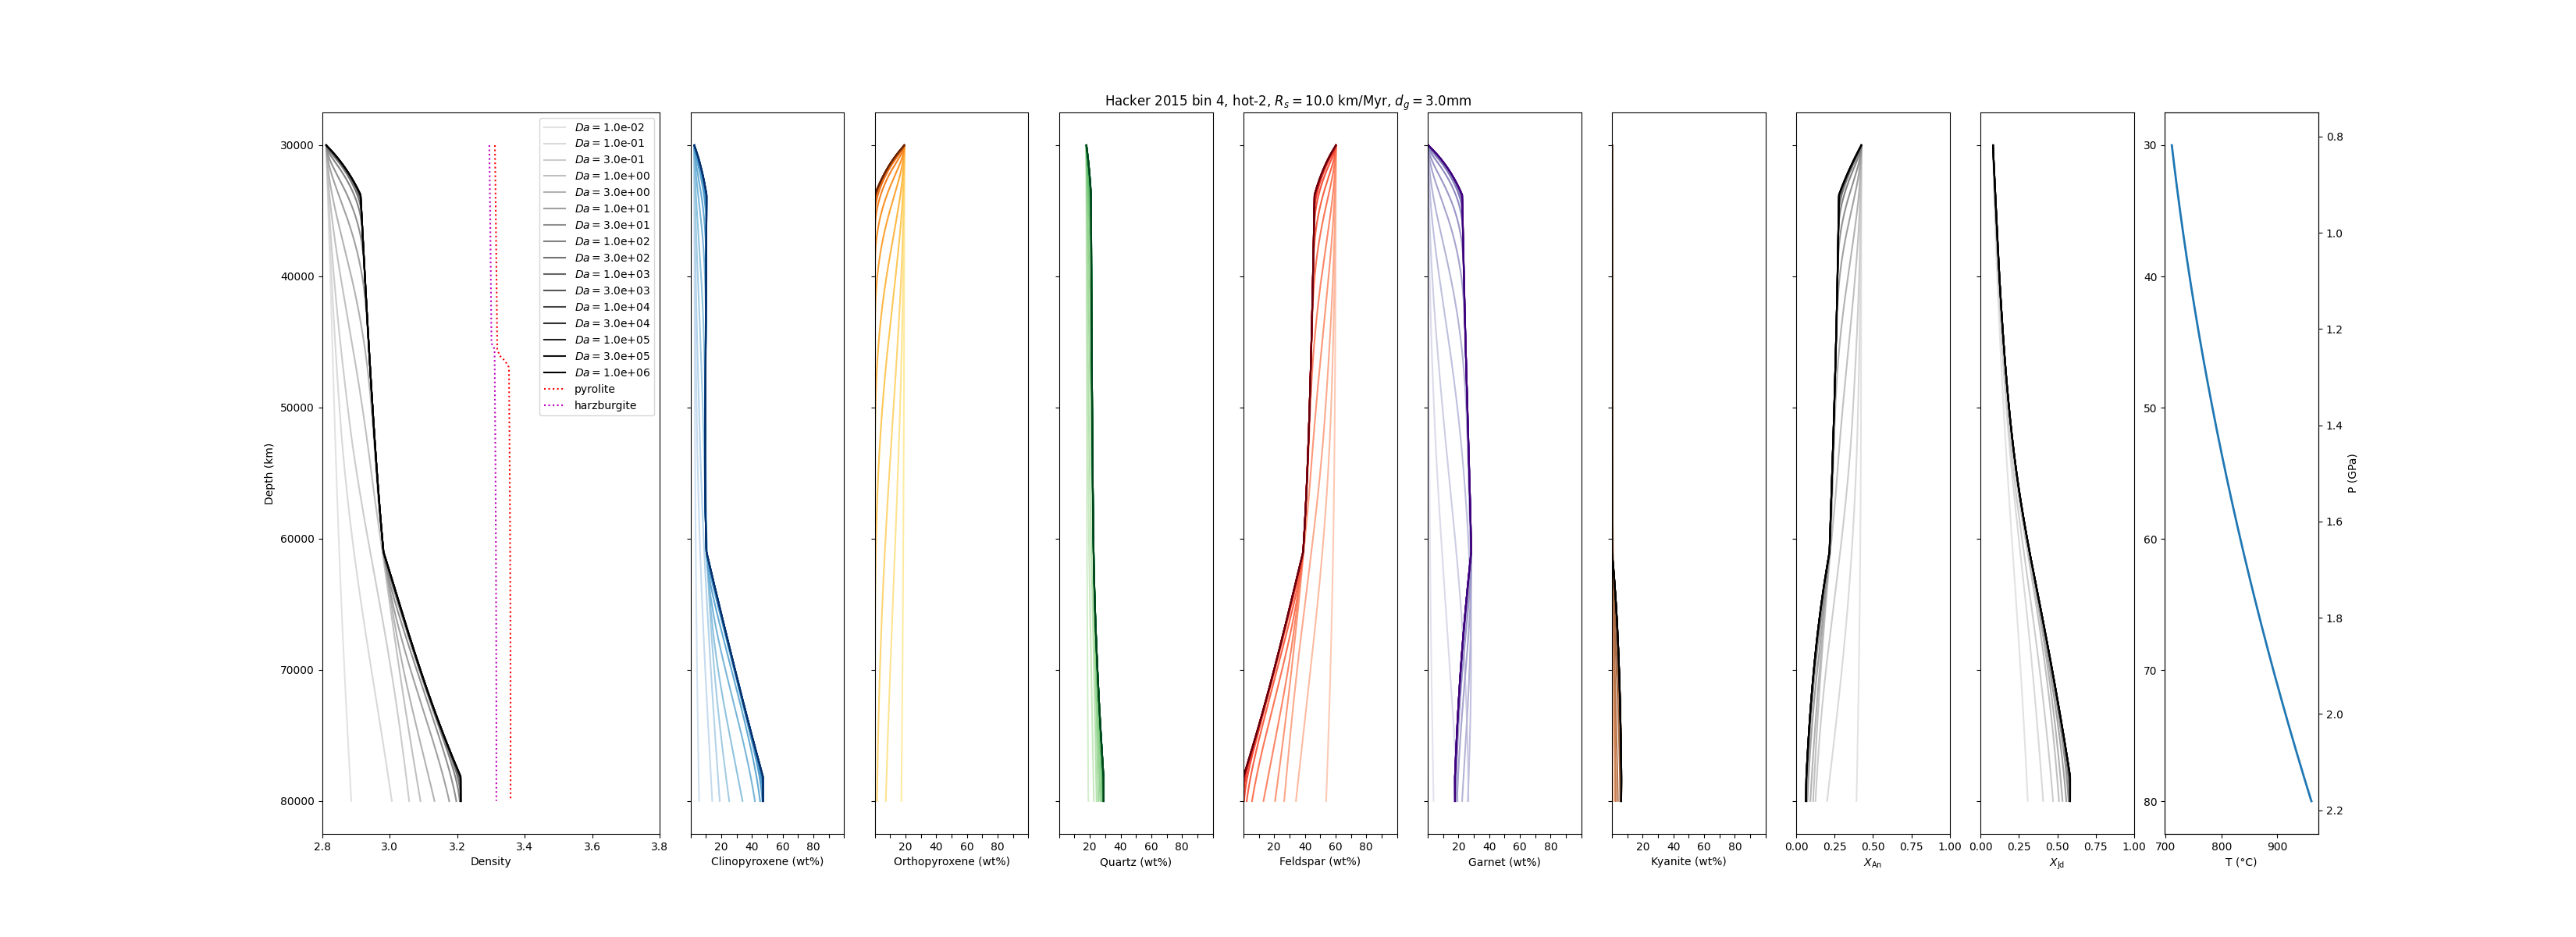 Hacker 2015 bin 4, hot-2, R_s = 10.0 km/Myr, d_g = 3.0mm
Da = 1.0e-02
Da = 1.0e-01
Da = 3.0e-01
Da = 1.0e+00
Da = 3.0e+00
Da = 1.0e+01
Da = 3.0e+01
Da = 1.0e+02
Da = 3.0e+02
Da = 1.0e+03
Da = 3.0e+03
Da = 1.0e+04
Da = 3.0e+04
Da = 1.0e+05
Da = 3.0e+05
Da = 1.0e+06
pyrolite
harzburgite
Depth (km)
30000
40000
50000
60000
70000
80000
2.8 3.0 3.2 3.4 3.6 3.8
Density
20 40 60 80
Clinopyroxene (wt%)
20 40 60 80
Orthopyroxene (wt%)
20 40 60 80
Quartz (wt%)
20 40 60 80
Feldspar (wt%)
20 40 60 80
Garnet (wt%)
20 40 60 80
Kyanite (wt%)
0.00 0.25 0.50 0.75 1.00
X_An
0.00 0.25 0.50 0.75 1.00
X_Jd
30
40
50
60
70
80
700 800 900
T (°C)
0.8
1.0
1.2
1.4
1.6
1.8
2.0
2.2
P (GPa)